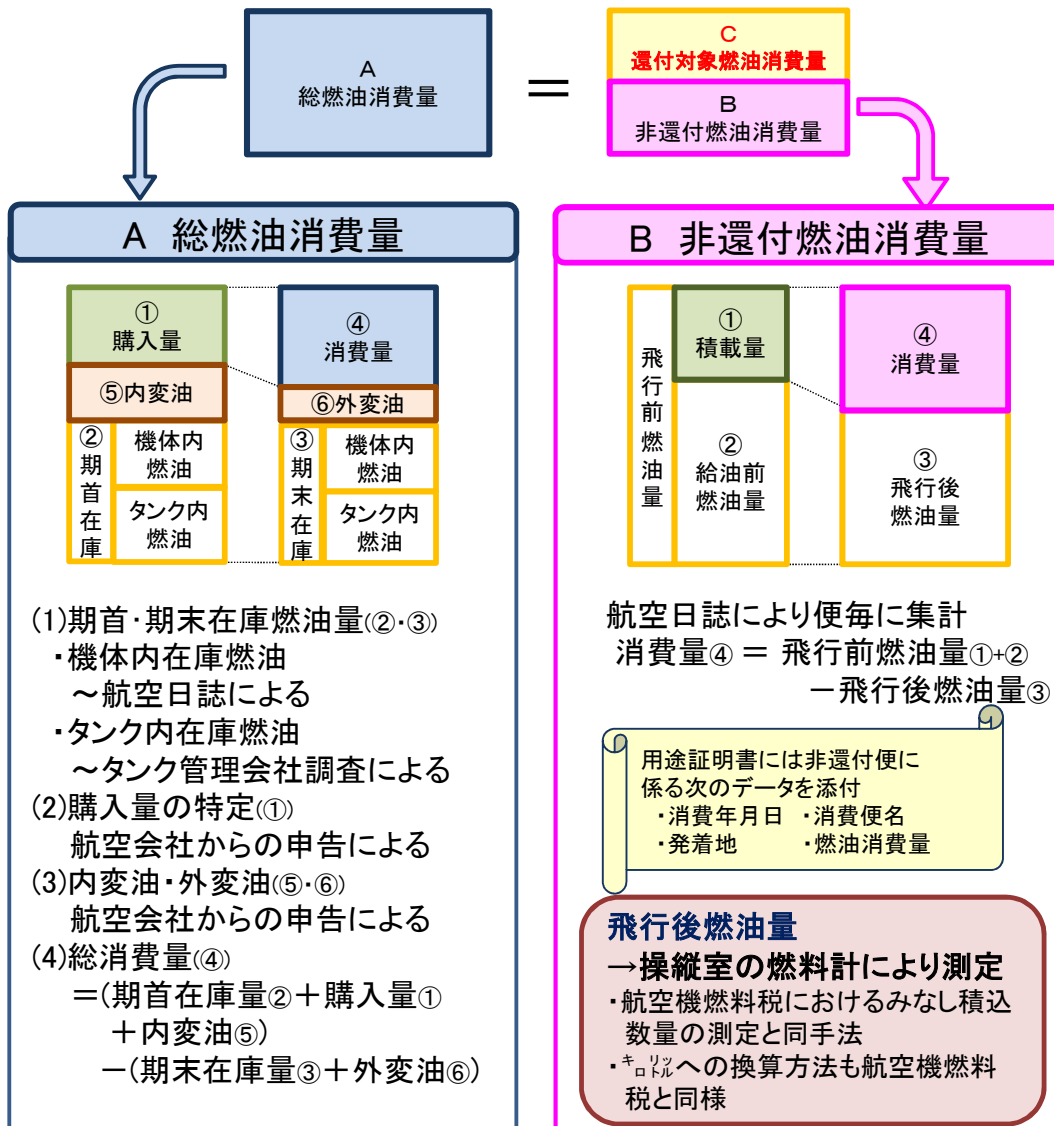 A
総燃油消費量
＝
C
還付対象燃油消費量
B
非還付燃油消費量
A 総燃油消費量
①
購入量
⑤内変油
②期首在庫
機体内
燃油
タンク内
燃油
④
消費量
⑥外変油
③期末在庫
機体内
燃油
タンク内
燃油
(1)期首･期末在庫燃油量(②･③)
・機体内在庫燃油
～航空日誌による
・タンク内在庫燃油
～タンク管理会社調査による
(2)購入量の特定(①)
航空会社からの申告による
(3)内変油・外変油(⑤･⑥)
航空会社からの申告による
(4)総消費量(④)
＝(期首在庫量②＋購入量①
＋内変油⑤)
－(期末在庫量③＋外変油⑥)
B 非還付燃油消費量
飛行前燃油量
①
積載量
②
給油前
燃油量
④
消費量
③
飛行後
燃油量
航空日誌により便毎に集計
消費量④ ＝ 飛行前燃油量①+②
－飛行後燃油量③
用途証明書には非還付便に
係る次のデータを添付
・消費年月日 ・消費便名
・発着地 ・燃油消費量
飛行後燃油量
→操縦室の燃料計により測定
・航空機燃料税におけるみなし積込
数量の測定と同手法
・キロリットルへの換算方法も航空機燃料
税と同様